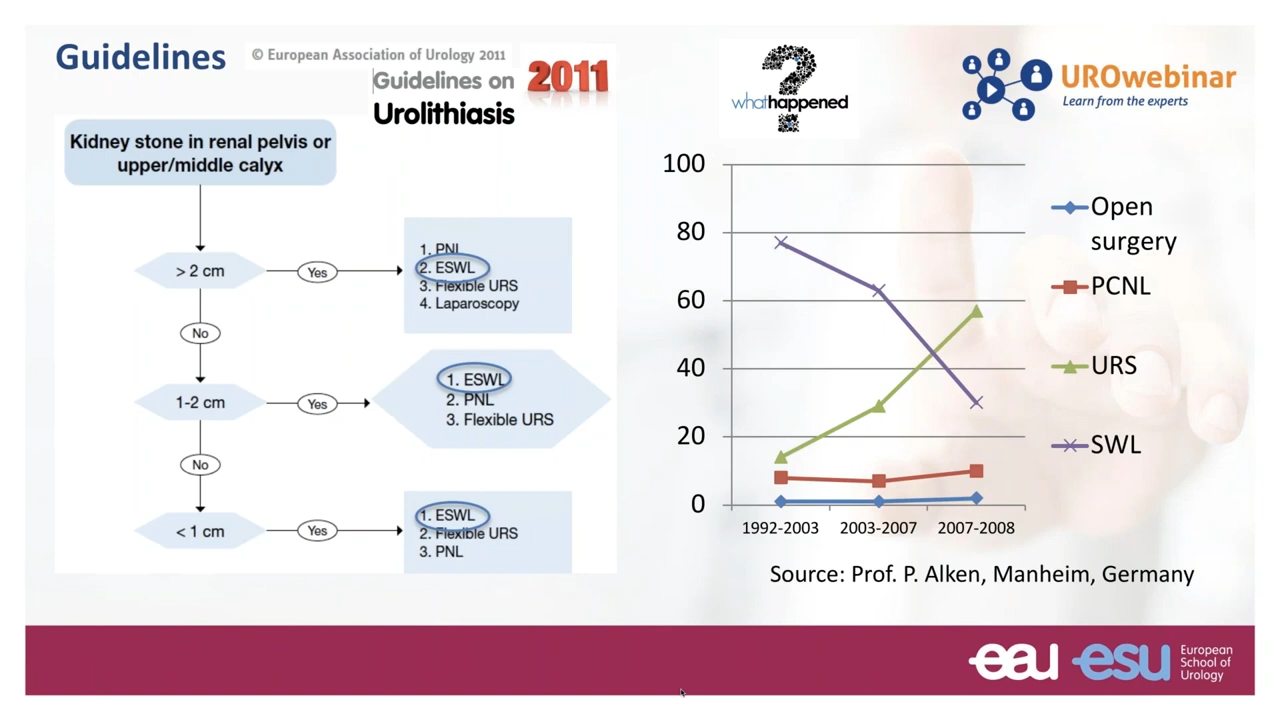 Guidelines
© European Association of Urology 2011
Guidelines on
Urolithiasis
2011
whathappened
UROwebinar
Learn from the experts
Kidney stone in renal pelvis or
upper/middle calyx
> 2 cm
Yes
1. PNL
2. ESWL
3. Flexible URS
4. Laparoscopy
No
1-2 cm
Yes
1. ESWL
2. PNL
3. Flexible URS
No
< 1 cm
Yes
1. ESWL
2. Flexible URS
3. PNL
100
80
60
40
20
0
1992-2003
2003-2007
2007-2008
Open
surgery
PCNL
URS
SWL
Source: Prof. P. Alken, Manheim, Germany
eau
esu
European
School of
Urology